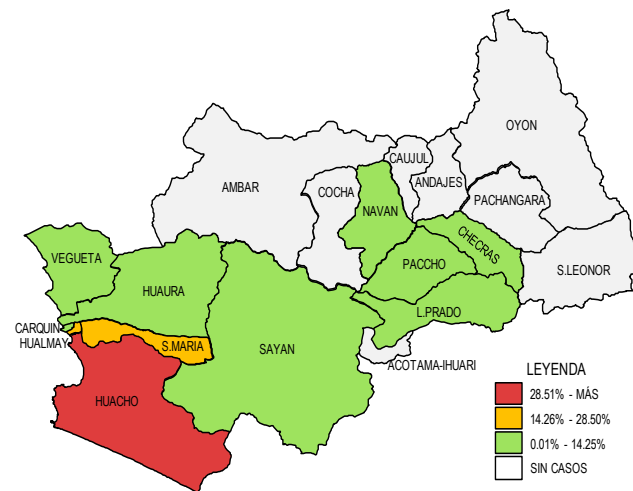 OYON
CAUJUL
AMBAR
COCHA
ANDAJES
NAVAN
PACHANGARA
CHECRAS
VEGUETA
PACCHO
S.LEONOR
HUAURA
L.PRADO
CARQUIN
HUALMAY
S.MARIA
SAYAN
ACOTAMA-IHUARI
HUACHO
LEYENDA
28.51% - MÁS
14.26% - 28.50%
0.01% - 14.25%
SIN CASOS